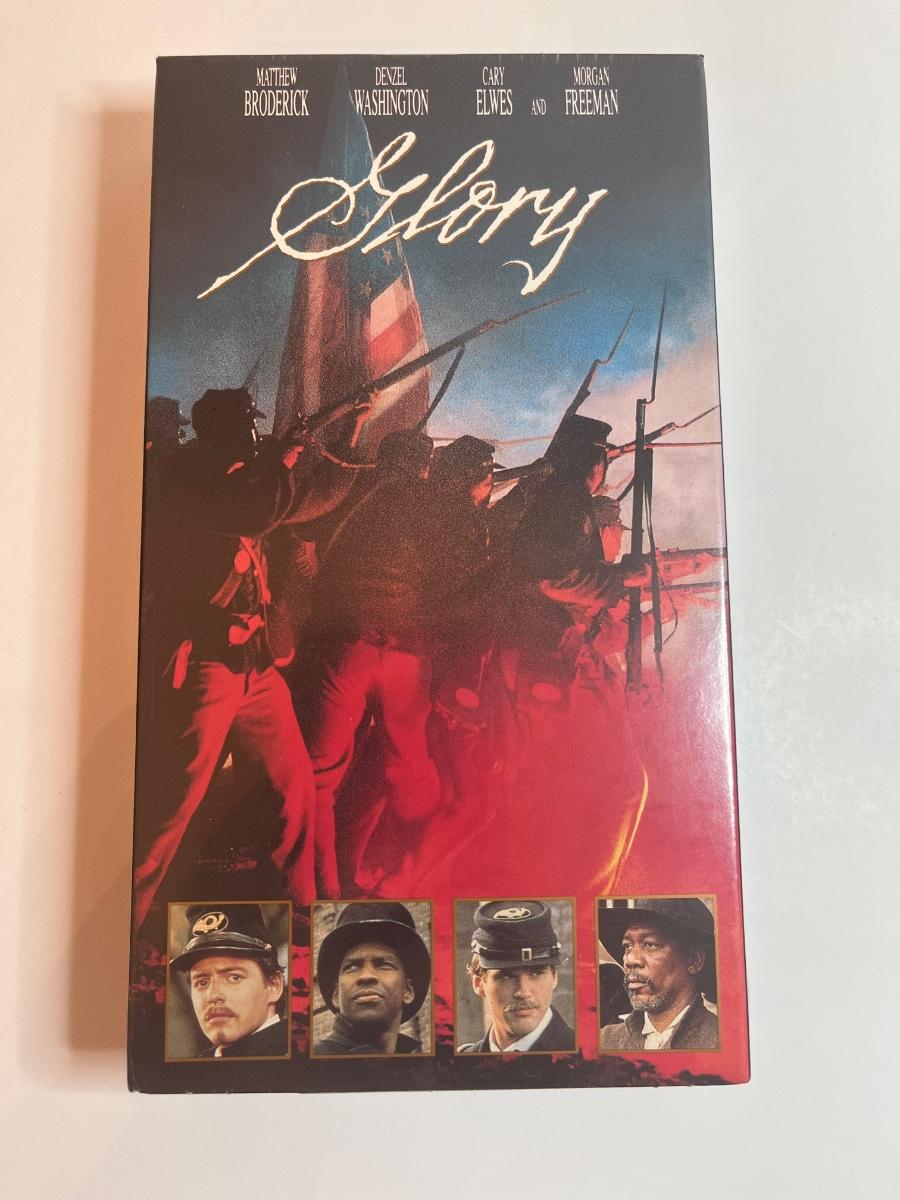 MATTHEW BRODERICK
DENZEL WASHINGTON
CARY ELWES
AND
MORGAN FREEMAN
Glory